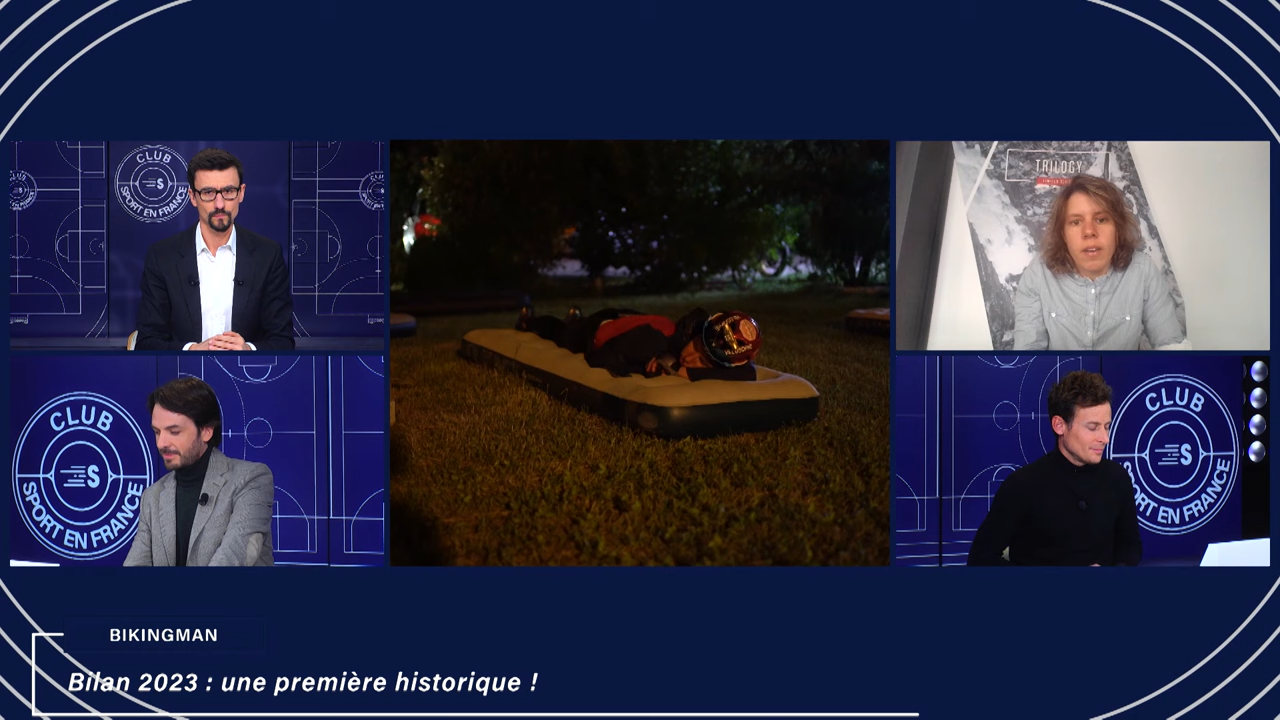 CLUB
S
SPORT EN FRANCE
TRILOGY
CLUB
S
SPORT EN FRANCE
CLUB
S
SPORT EN FRANCE
BIKINGMAN
Bilan 2023 : une première historique !